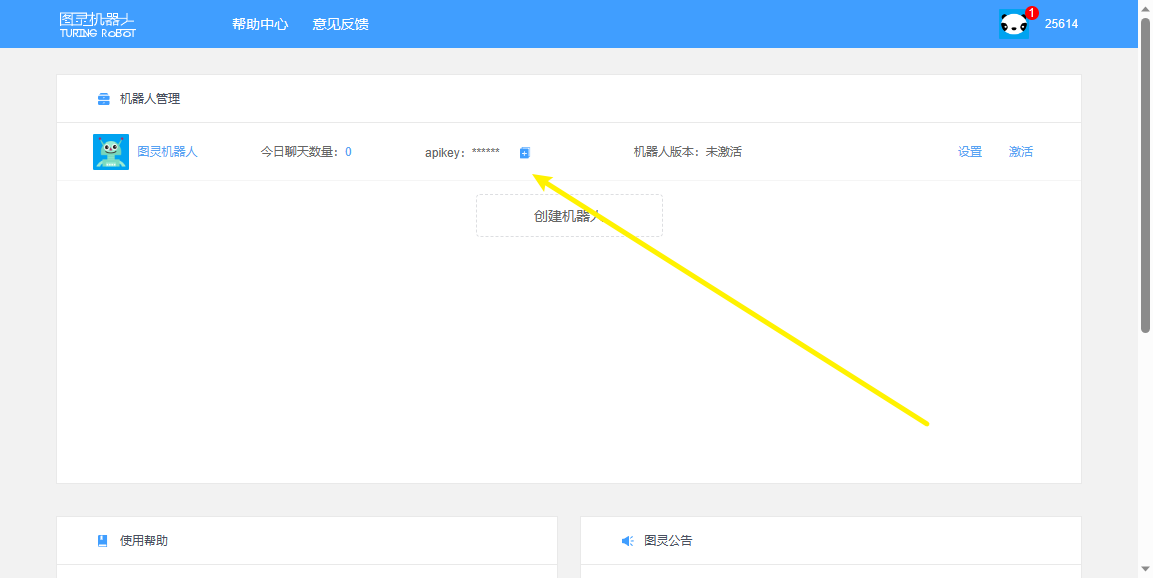 图灵机器人
TURING ROBOT
帮助中心 意见反馈
1
25614
机器人管理
图灵机器人 今日聊天数量: 0 apikey: ****** 机器人版本: 未激活 设置 激活
创建机器人
使用帮助
图灵公告